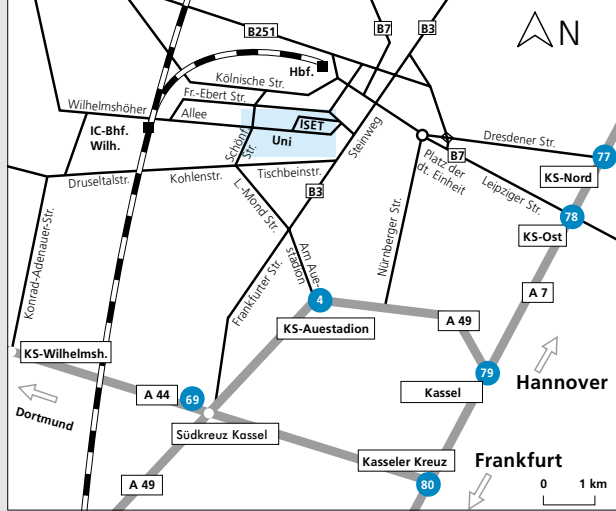 B7
B3
B251
N
Hbf.
Kölnische Str.
Fr.-Ebert Str.
Wilhelmshöher
Allee
IC-Bhf.
Wilh.
ISET
Uni
Schönf.
Str.
Steinweg
Dresdener Str.
77
B7
Platz der
dt. Einheit
KS-Nord
Druseltalstr.
Kohlenstr.
Tischbeinstr.
B3
L.-Mond Str.
Leipziger Str.
78
KS-Ost
Konrad-Adenauer-Str.
Nürnberger Str.
Frankfurter Str.
Am Aue-
stadion
A 7
4
KS-Auestadion
A 49
KS-Wilhelmsh.
79
Kassel
Hannover
A 44
69
Dortmund
Südkreuz Kassel
Kasseler Kreuz
Frankfurt
A 49
80
0 1 km